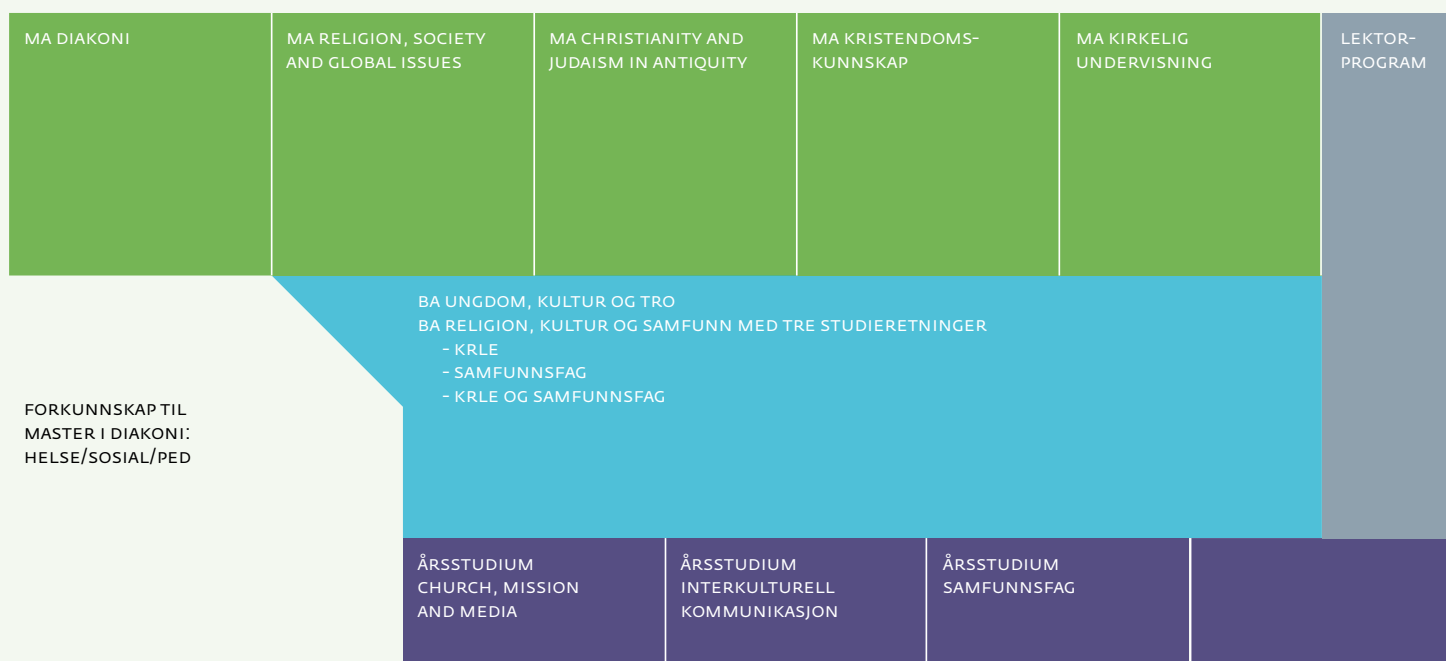 MA DIAKONI
MA RELIGION, SOCIETY
AND GLOBAL ISSUES
MA CHRISTIANITY AND
JUDAISM IN ANTIQUITY
MA KRISTENDOMS-
KUNNSKAP
MA KIRKELIG
UNDERVISNING
LEKTOR-
PROGRAM
BA UNGDOM, KULTUR OG TRO
BA RELIGION, KULTUR OG SAMFUNN MED TRE STUDIERETNINGER
- KRLE
- SAMFUNNSFAG
- KRLE OG SAMFUNNSFAG
FORKUNNSKAP TIL
MASTER I DIAKONI:
HELSE/SOSIAL/PED
ÅRSSTUDIUM
CHURCH, MISSION
AND MEDIA
ÅRSSTUDIUM
INTERKULTURELL
KOMMUNIKASJON
ÅRSSTUDIUM
SAMFUNNSFAG